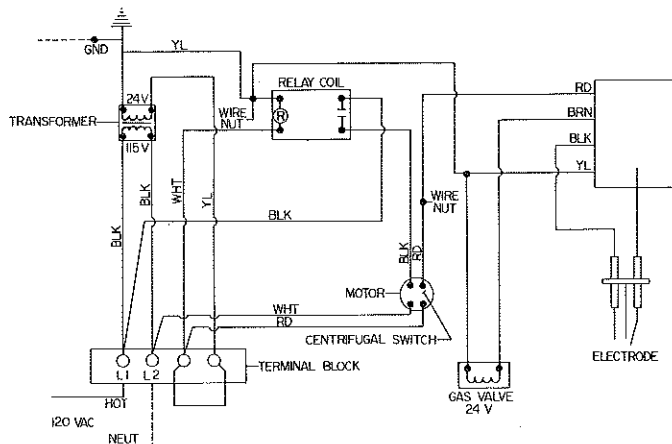 YL
GND
24V
TRANSFORMER
115V
WIRE
NUT
RELAY COIL
R
RD
BRN
BLK
YL
BLK
BLK
WHT
YL
BLK
BLK
RD
WIRE
NUT
MOTOR
WHT
RD
CENTRIFUGAL SWITCH
L1
L2
TERMINAL BLOCK
HOT
120 VAC
NEUT
GAS VALVE
24 V
ELECTRODE